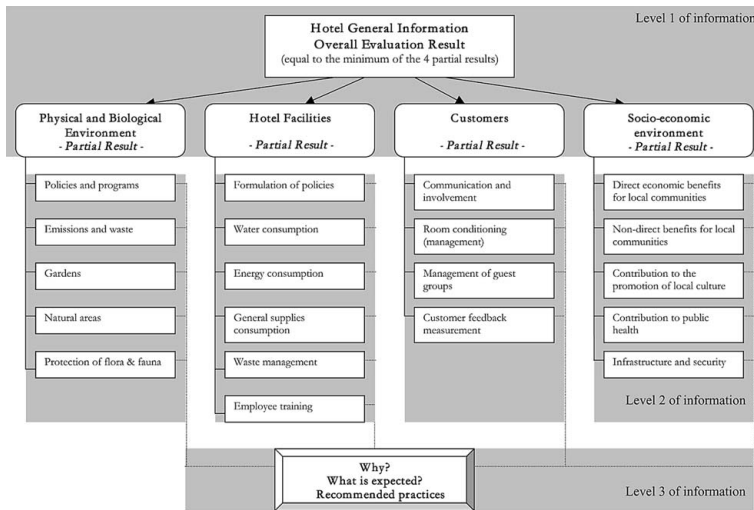 Level 1 of information
Hotel General Information
Overall Evaluation Result
(equal to the minimum of the 4 partial results)
Physical and Biological
Environment
- Partial Result -
Hotel Facilities
- Partial Result -
Customers
- Partial Result -
Socio-economic
environment
- Partial Result -
Policies and programs
Emissions and waste
Gardens
Natural areas
Protection of flora & fauna
Formulation of policies
Water consumption
Energy consumption
General supplies
consumption
Waste management
Employee training
Communication and
involvement
Room conditioning
(management)
Management of guest
groups
Customer feedback
measurement
Direct economic benefits
for local communities
Non-direct benefits for local
communities
Contribution to the
promotion of local culture
Contribution to public
health
Infrastructure and security
Level 2 of information
Why?
What is expected?
Recommended practices
Level 3 of information